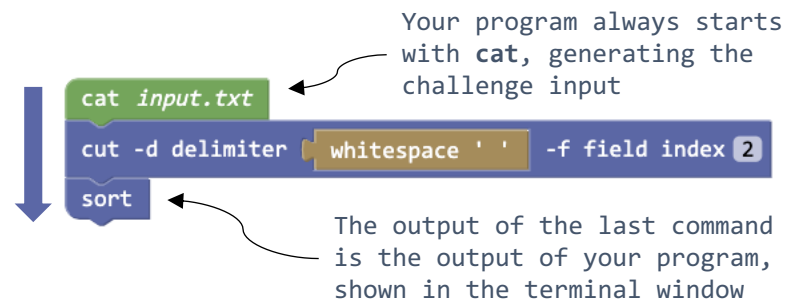 Your program always starts
with cat, generating the
challenge input
cat input.txt
cut -d delimiter whitespace ' ' -f field index 2
sort
The output of the last command
is the output of your program,
shown in the terminal window